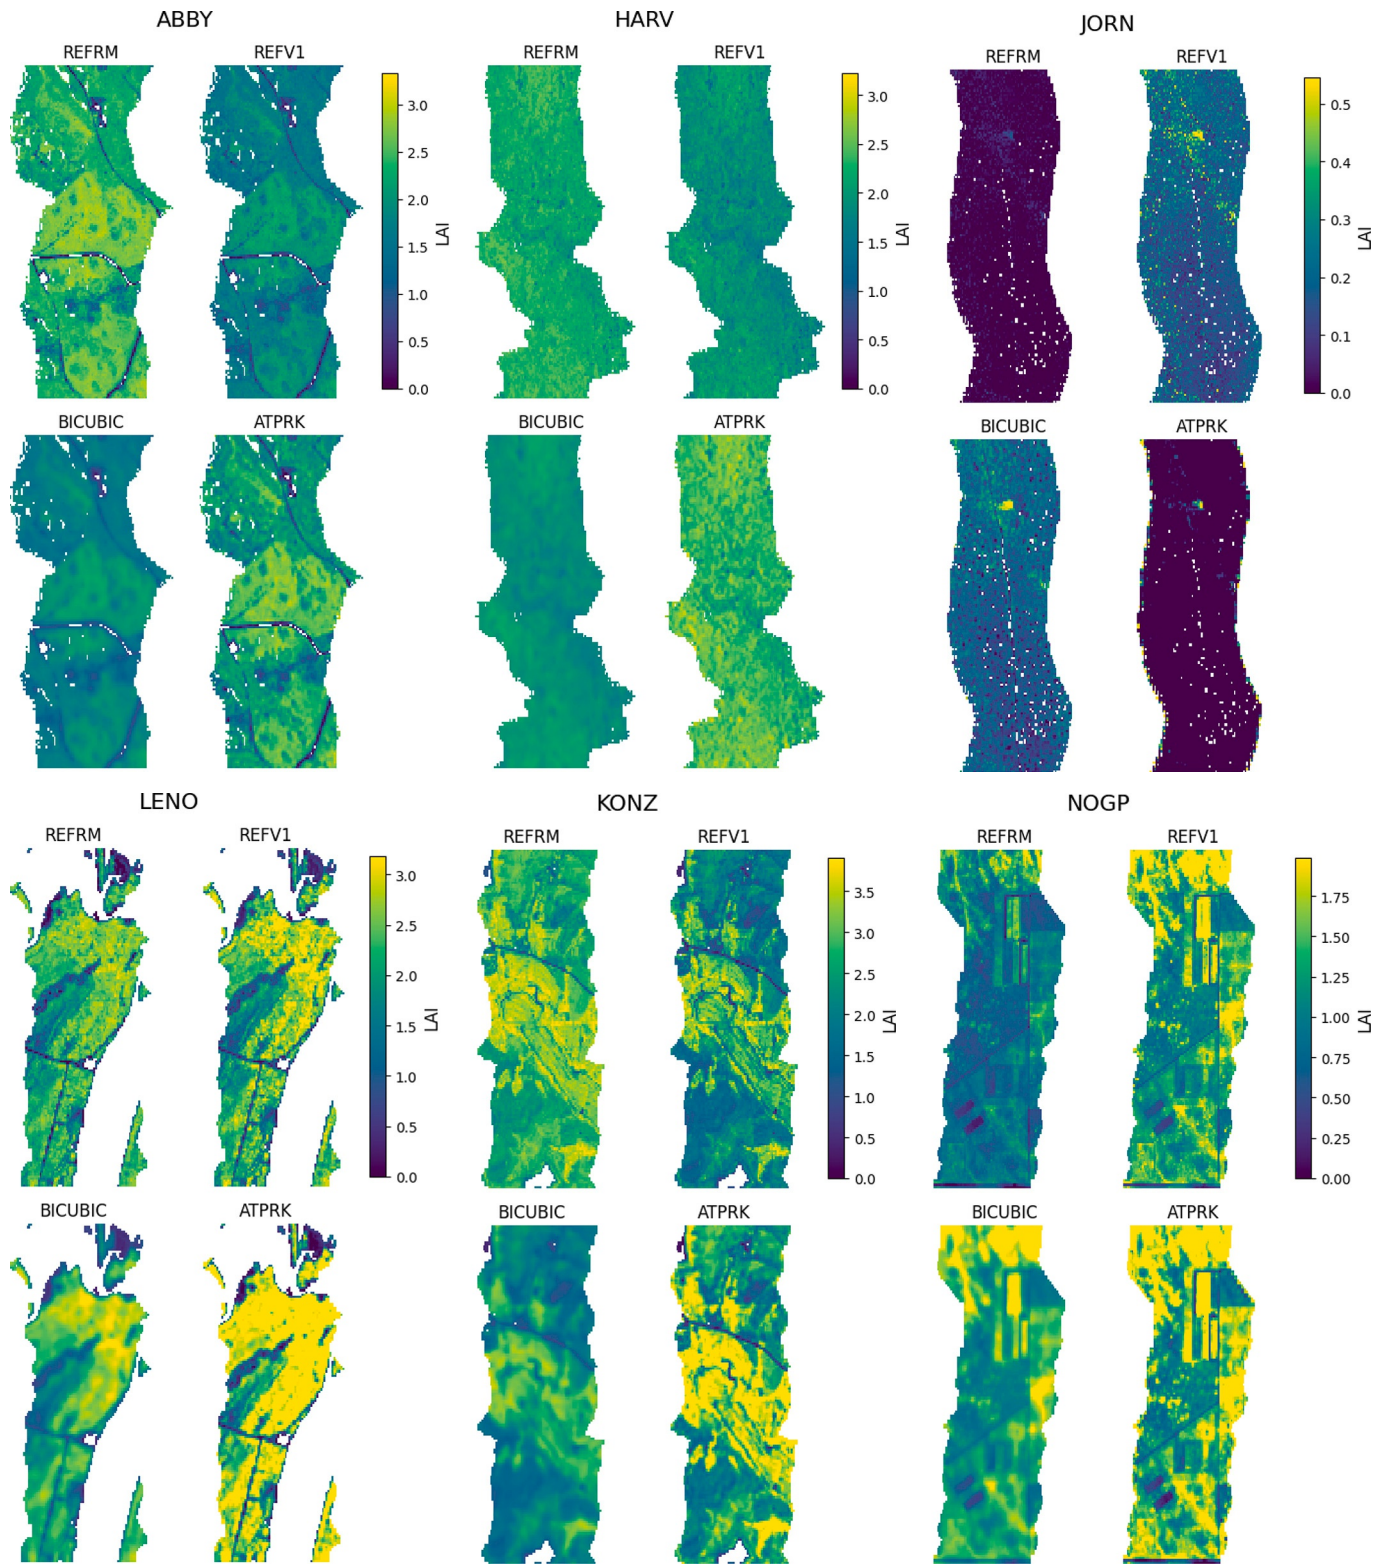 ABBY
REFRM
REFV1
3.0
2.5
2.0
1.5
1.0
0.5
0.0
LAI
BICUBIC
ATPRK
HARV
REFRM
REFV1
3.0
2.5
2.0
1.5
1.0
0.5
0.0
LAI
BICUBIC
ATPRK
JORN
REFRM
REFV1
0.5
0.4
0.3
0.2
0.1
0.0
LAI
BICUBIC
ATPRK
LENO
REFRM
REFV1
3.0
2.5
2.0
1.5
1.0
0.5
0.0
LAI
BICUBIC
ATPRK
KONZ
REFRM
REFV1
3.5
3.0
2.5
2.0
1.5
1.0
0.5
0.0
LAI
BICUBIC
ATPRK
NOGP
REFRM
REFV1
1.75
1.50
1.25
1.00
0.75
0.50
0.25
0.00
LAI
BICUBIC
ATPRK